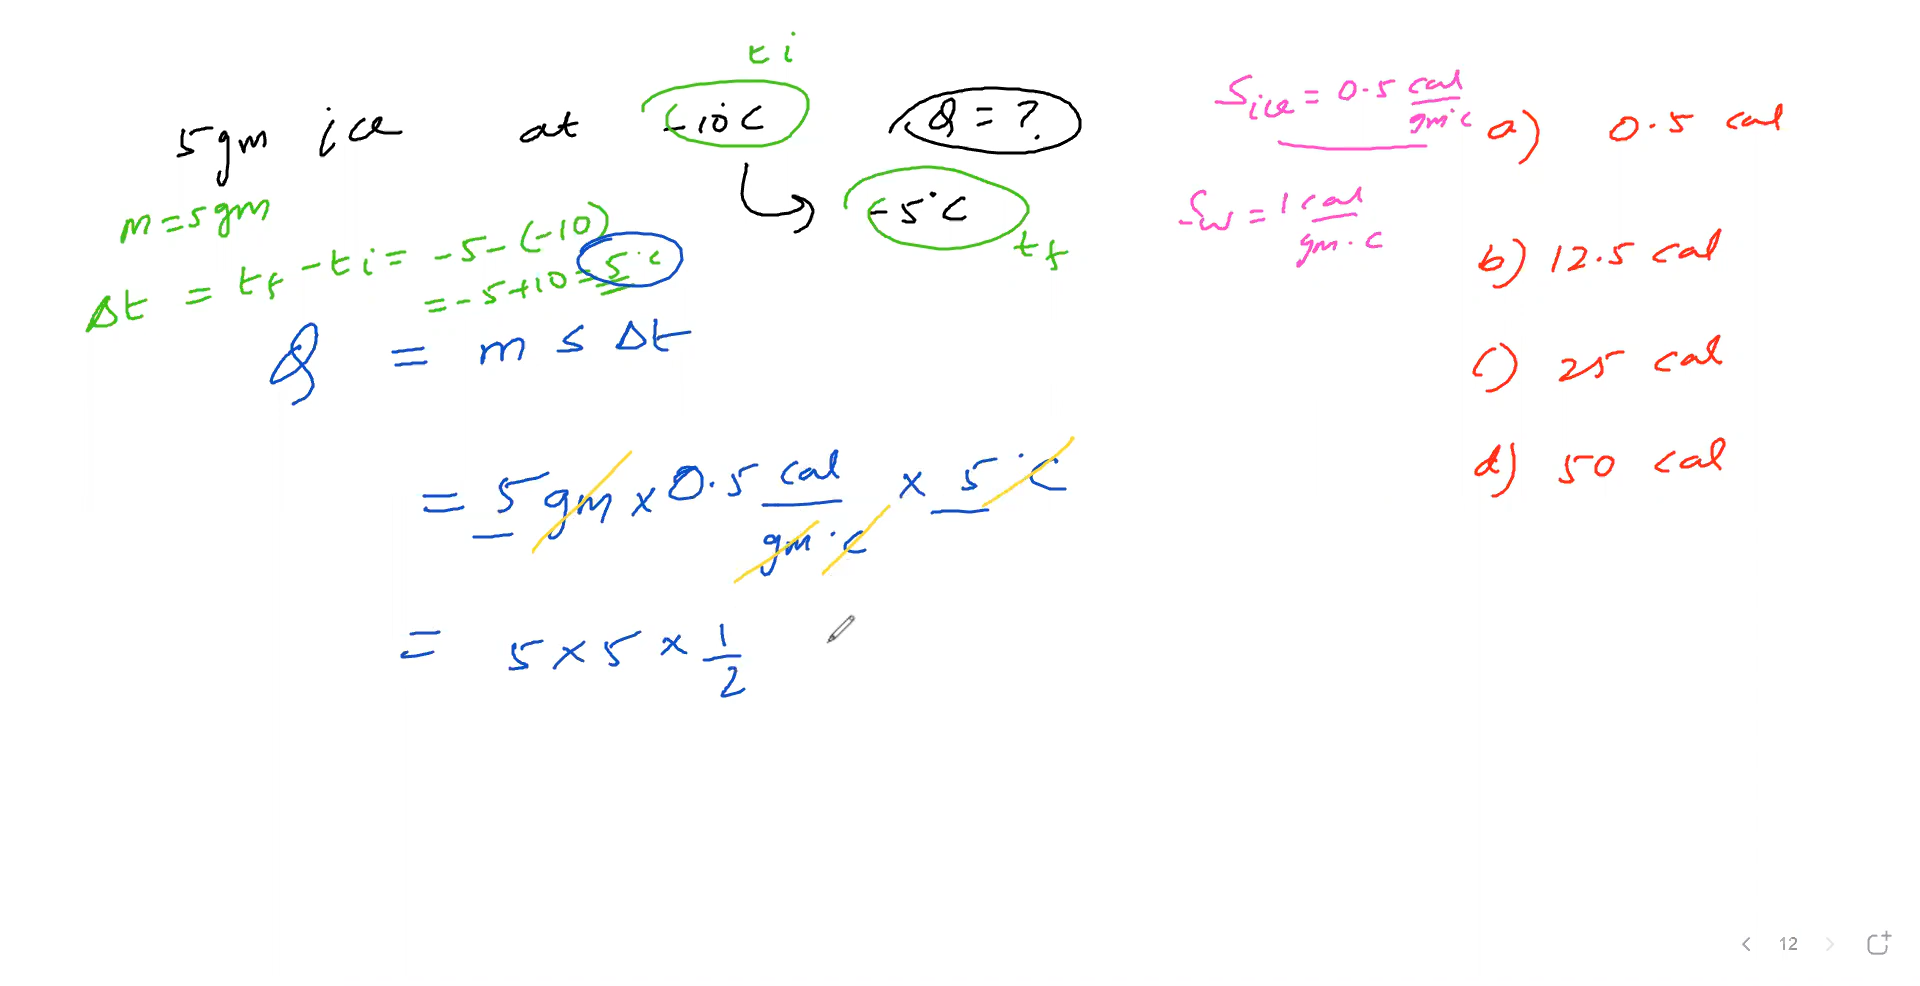 ti
5gm ice at -10°C Q = ?
-5°C
tf
m = 5gm
Δt = tf - ti = -5-(-10)
= -5+10 = 5°C
Q = m s Δt
= 5 gm x 0.5 cal/gm°C x 5°C
= 5 x 5 x 1/2
Sice = 0.5 cal/gm°C
Sw = 1 cal/gm·C
a) 0.5 cal
b) 12.5 cal
c) 25 cal
d) 50 cal
12